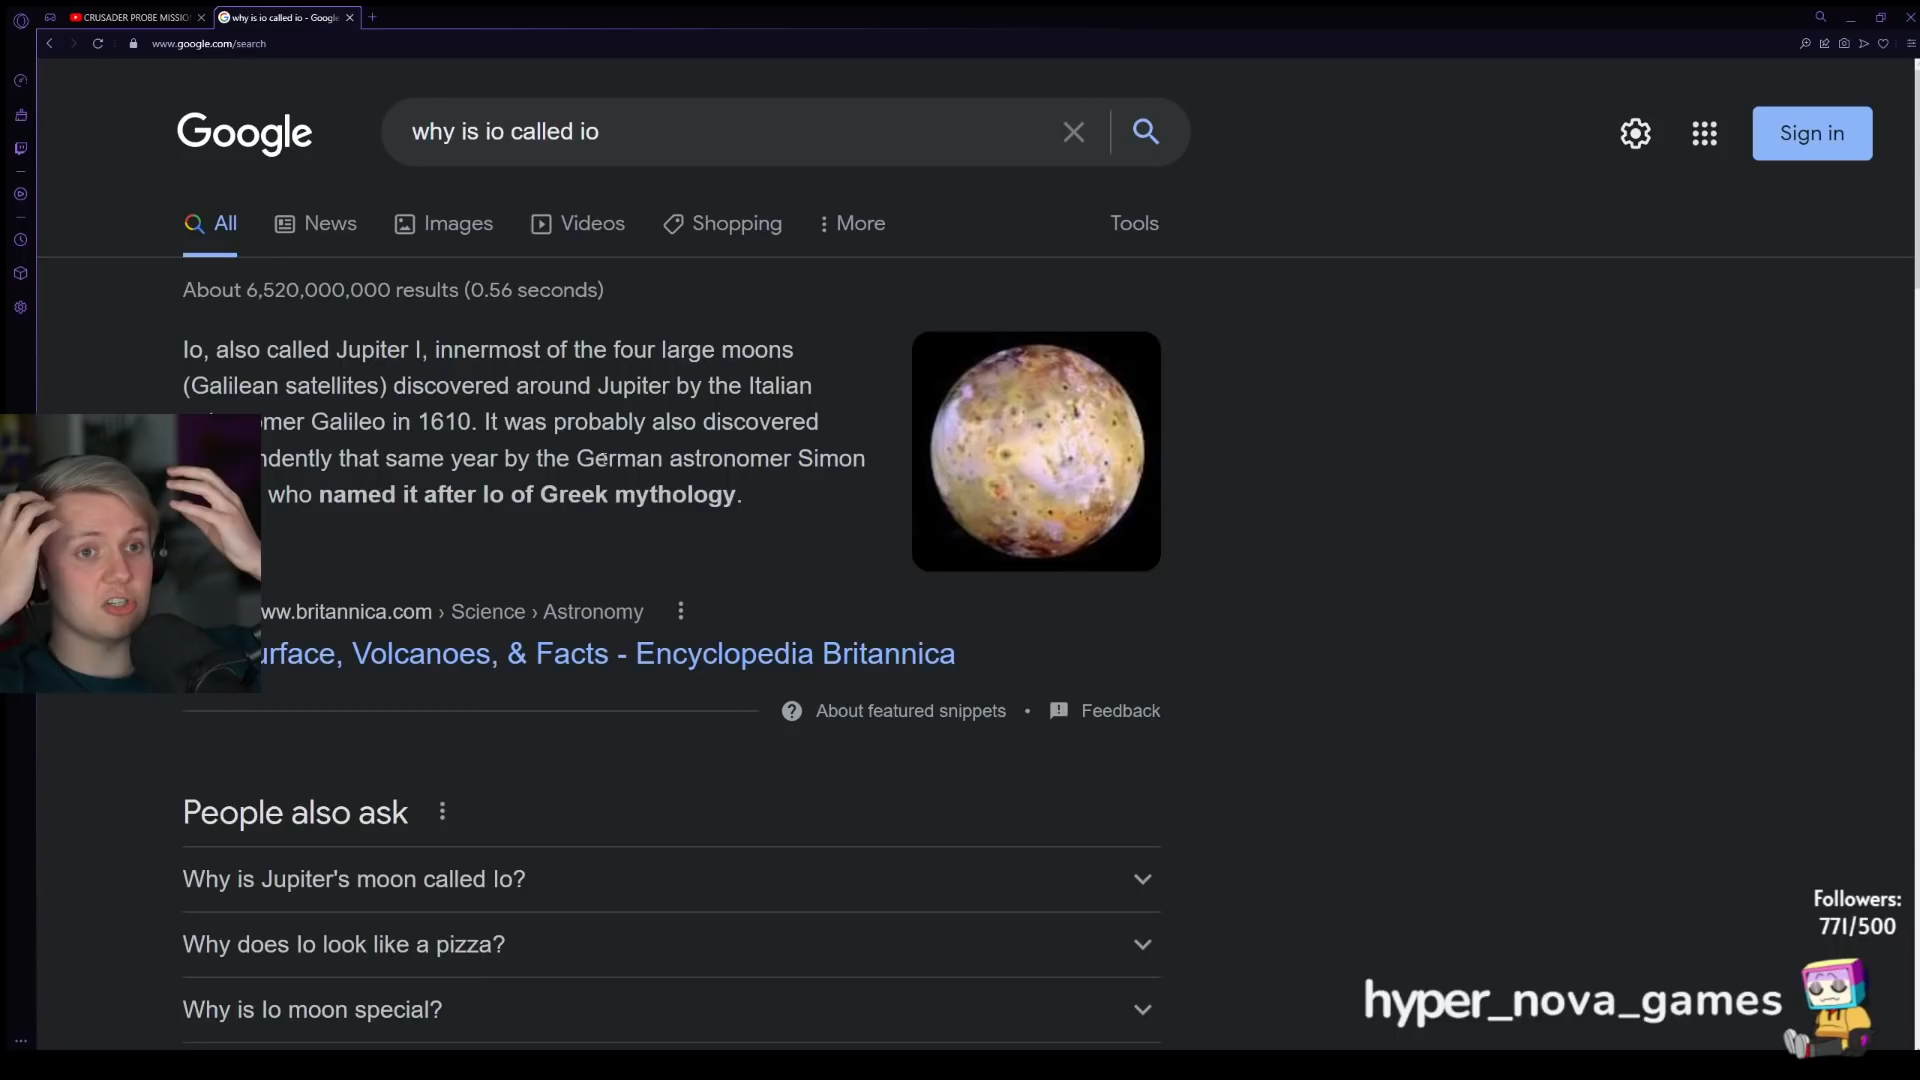 CRUSADER PROBE MISSIO
why is io called io - Google
www.google.com/search
Google
why is io called io
Sign in
All
News
Images
Videos
Shopping
More
Tools
About 6,520,000,000 results (0.56 seconds)
Io, also called Jupiter I, innermost of the four large moons
(Galilean satellites) discovered around Jupiter by the Italian
omer Galileo in 1610. It was probably also discovered
ndently that same year by the German astronomer Simon
who named it after Io of Greek mythology.
ww.britannica.com › Science › Astronomy
urface, Volcanoes, & Facts - Encyclopedia Britannica
About featured snippets • Feedback
People also ask
Why is Jupiter's moon called Io?
Why does Io look like a pizza?
Why is Io moon special?
Followers:
771/500
hyper_nova_games